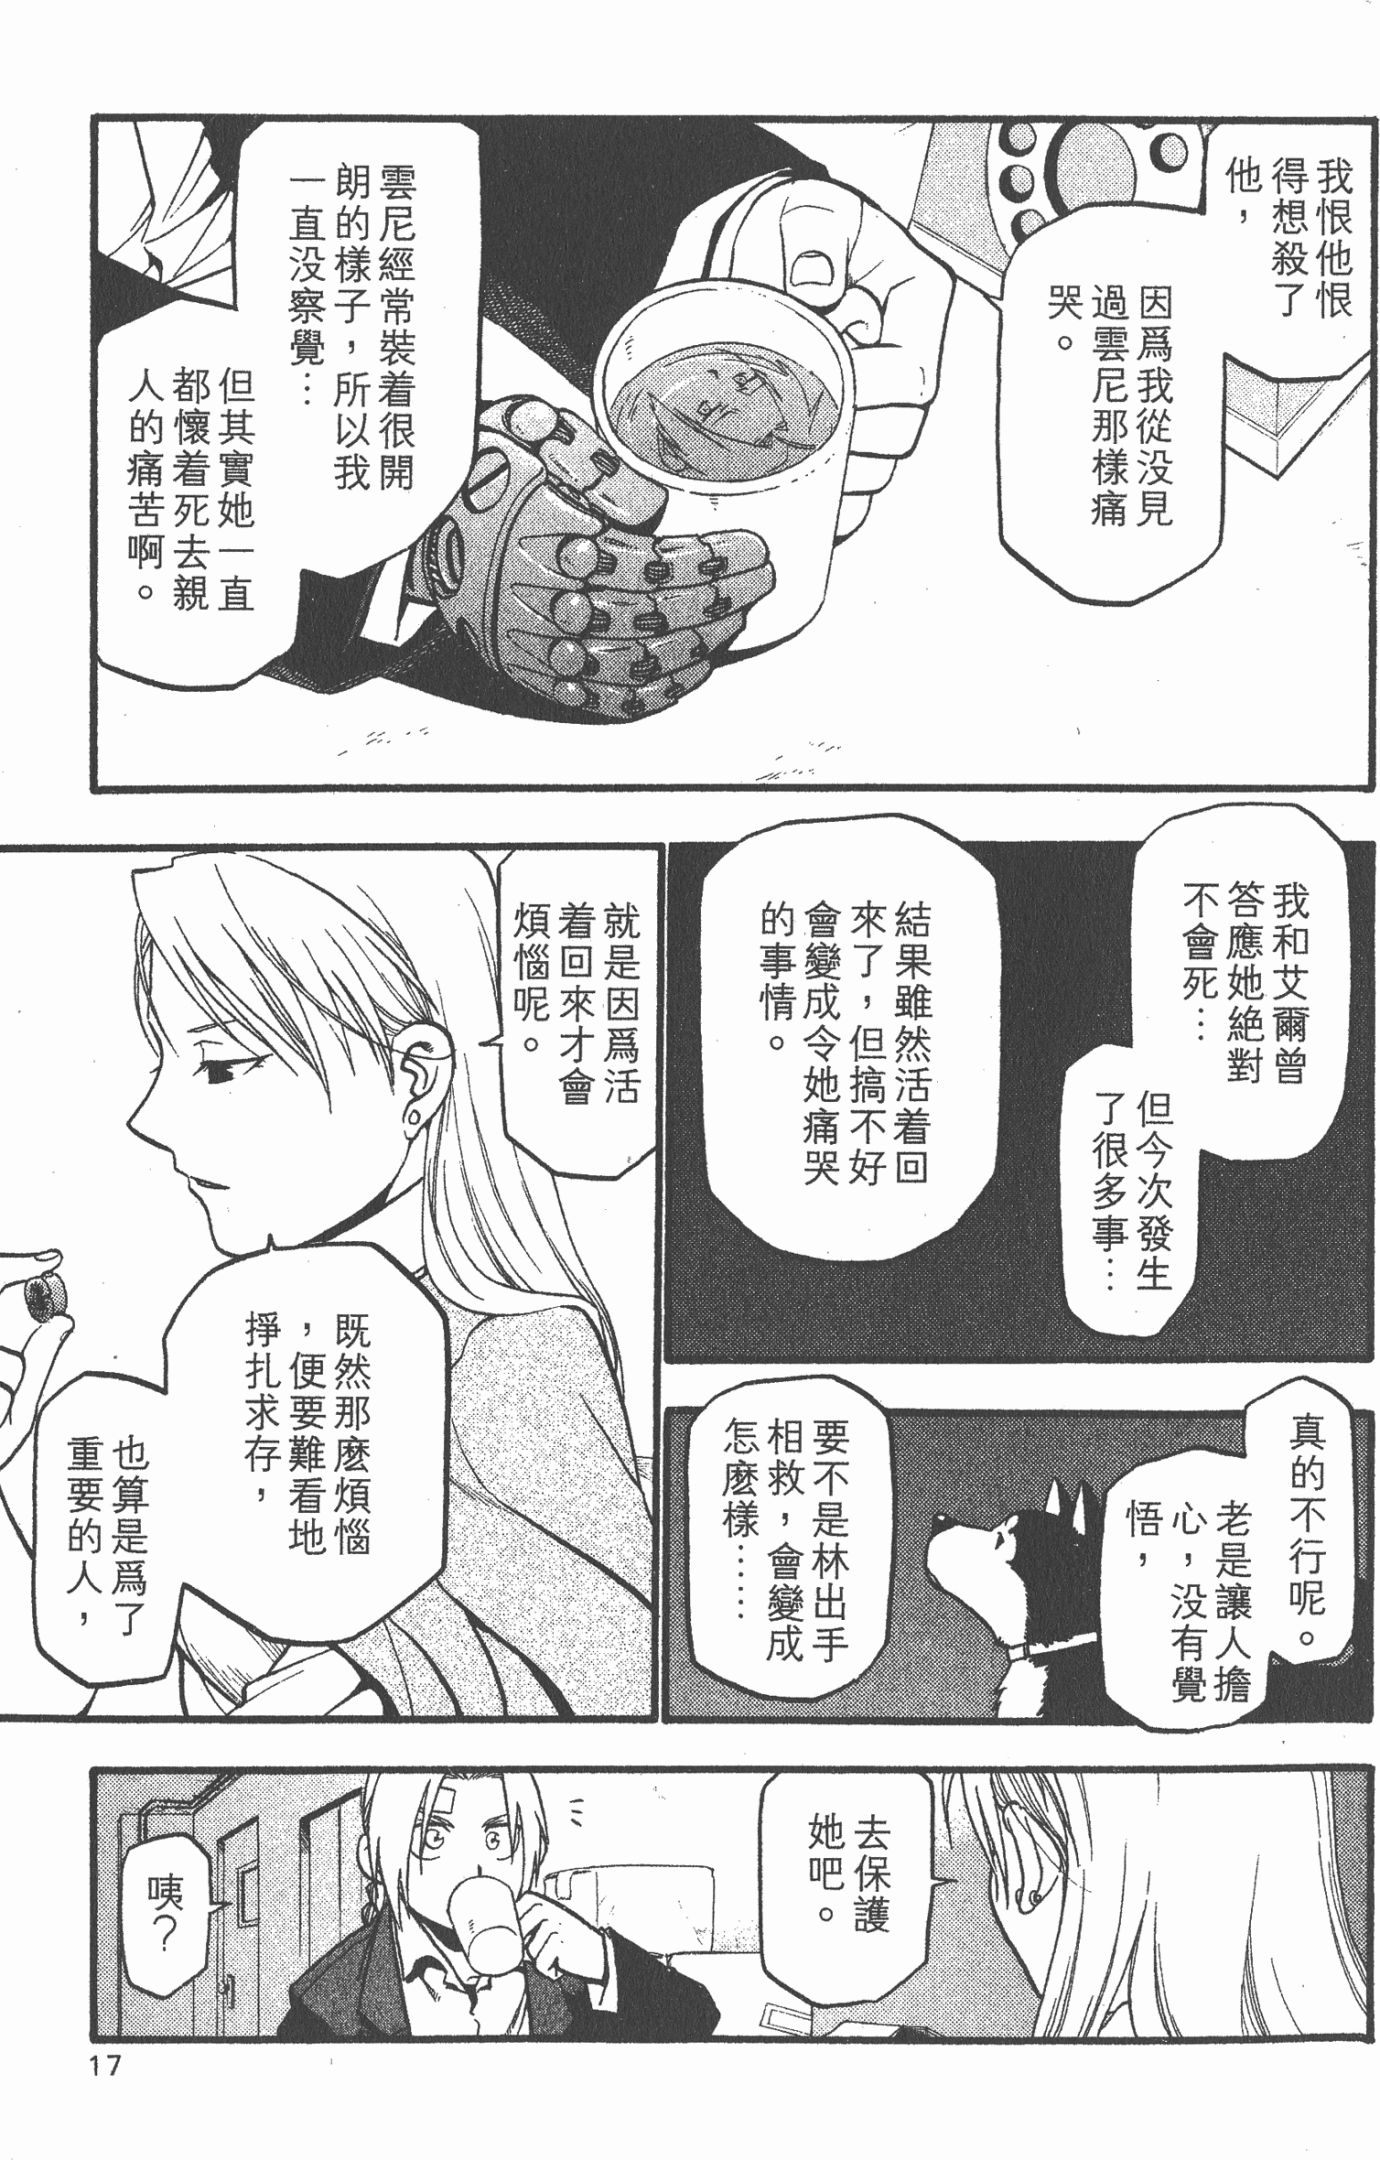 我恨他恨
得想殺了
他，
因爲我從没見
過雲尼那樣痛
哭。
雲尼經常裝着很開
朗的樣子，所以我
一直没察覺…
但其實她一直
都懷着死去親
人的痛苦啊。
我和艾爾曾
答應她絶對
不會死…
但今次發生
了很多事…
結果雖然活着回
來了，但搞不好
會變成令她痛哭
的事情。
真的不行呢。
老是讓人擔
心，没有覺
悟，
要不是林出手
相救，會變成
怎麽樣……
就是因爲活
着回來才會
煩惱呢。
既然那麽煩惱
，便要難看地
掙扎求存，
也算是爲了
重要的人，
去保護
她吧。
咦？
17